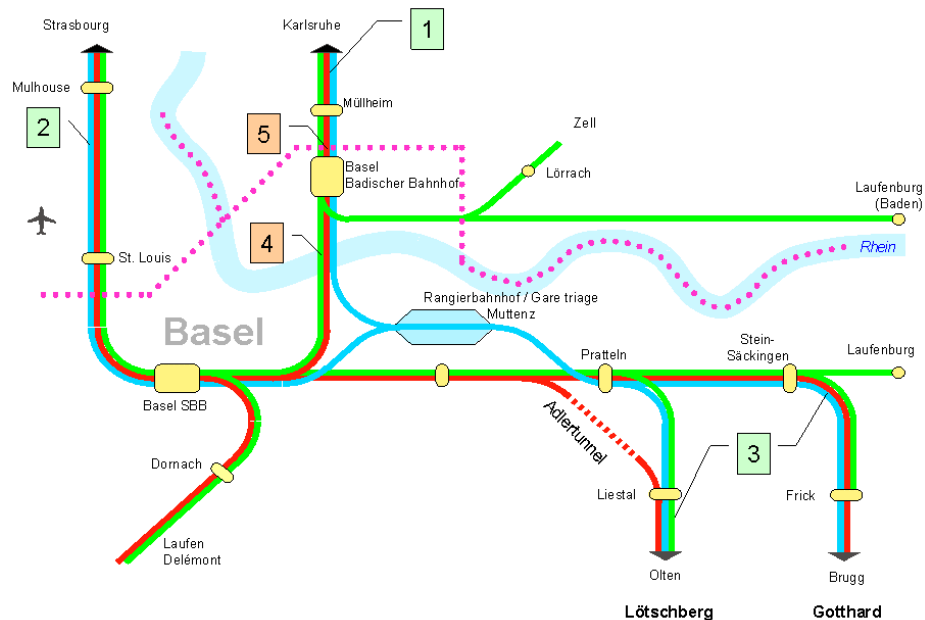 Strasbourg
Karlsruhe
1
Mulhouse
Müllheim
2
5
Zell
Basel
Badischer Bahnhof
Lörrach
Laufenburg
(Baden)
4
St. Louis
Rhein
Rangierbahnhof / Gare triage
Muttenz
Basel
Stein-
Säckingen
Pratteln
Laufenburg
Basel SBB
Adlertunnel
3
Dornach
Liestal
Frick
Laufen
Delémont
Olten
Brugg
Lötschberg
Gotthard